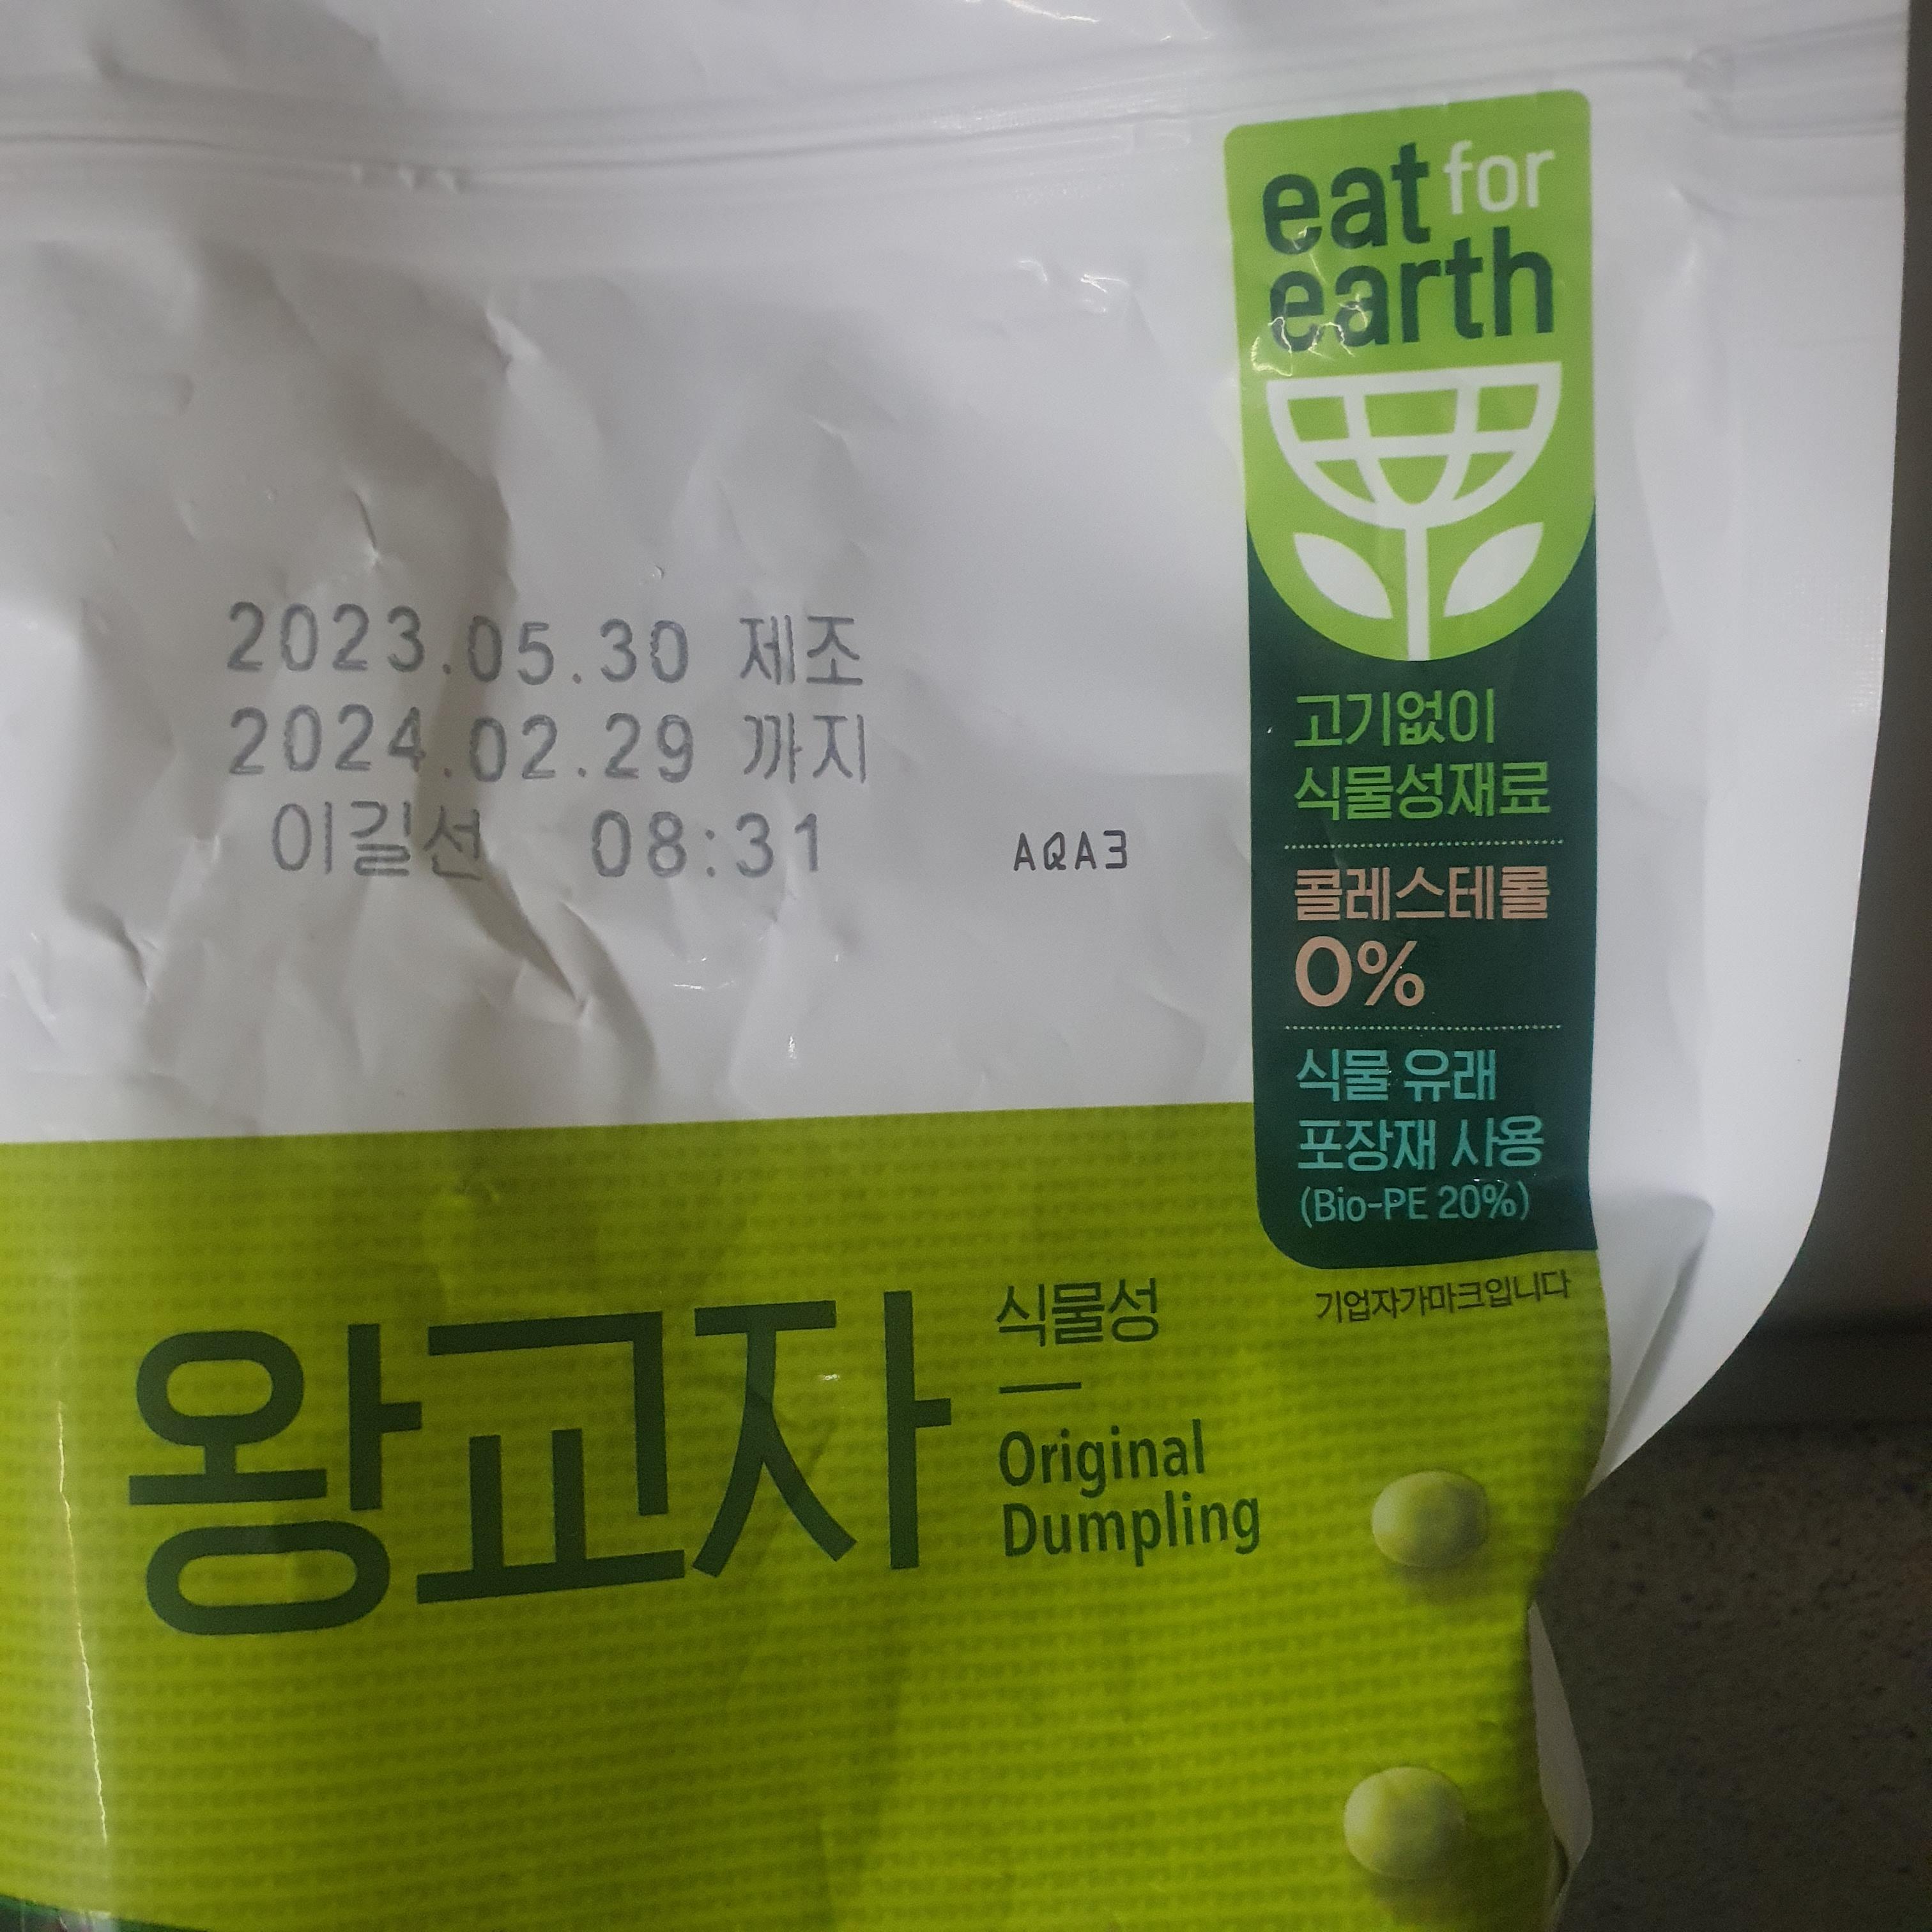 eat for
earth
2023.05.30 제조
2024.02.29 까지
이길선 08:31
AQA3
고기없이
식물성재료
콜레스테롤
0%
식물 유래
포장재 사용
(Bio-PE 20%)
기업자가마크입니다
왕교자
식물성
Original
Dumpling